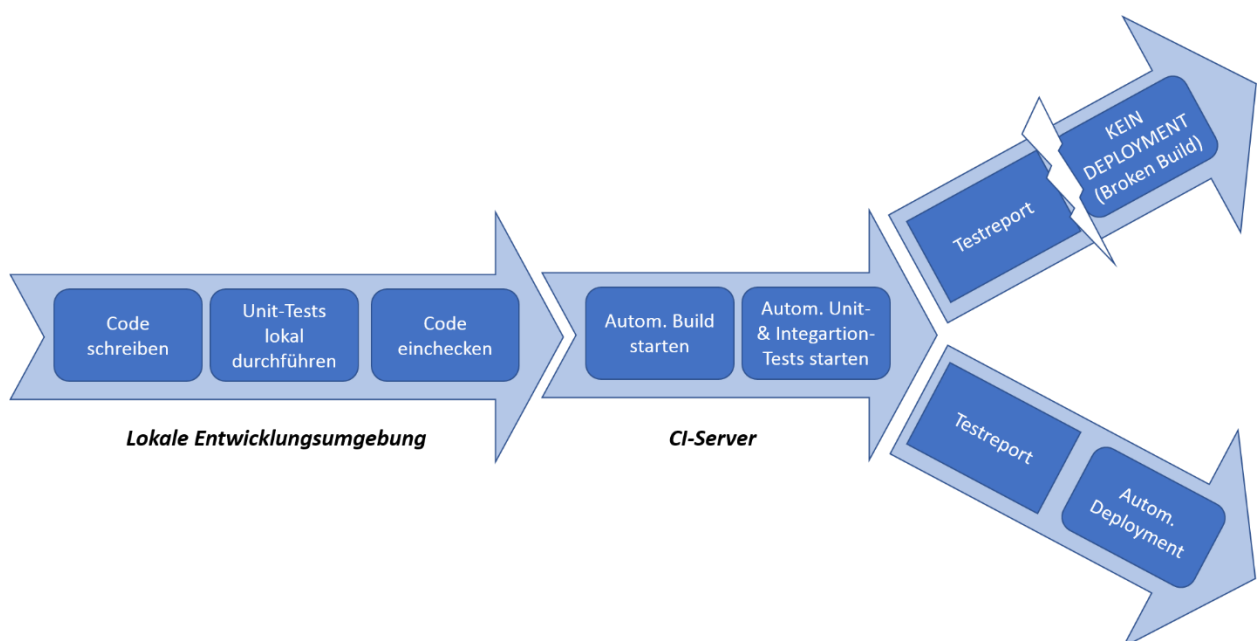 Code
schreiben
Unit-Tests
lokal
durchführen
Code
einchecken
Lokale Entwicklungsumgebung
Autom. Build
starten
Autom. Unit-
& Integartion-
Tests starten
CI-Server
Testreport
KEIN
DEPLOYMENT
(Broken Build)
Testreport
Autom.
Deployment